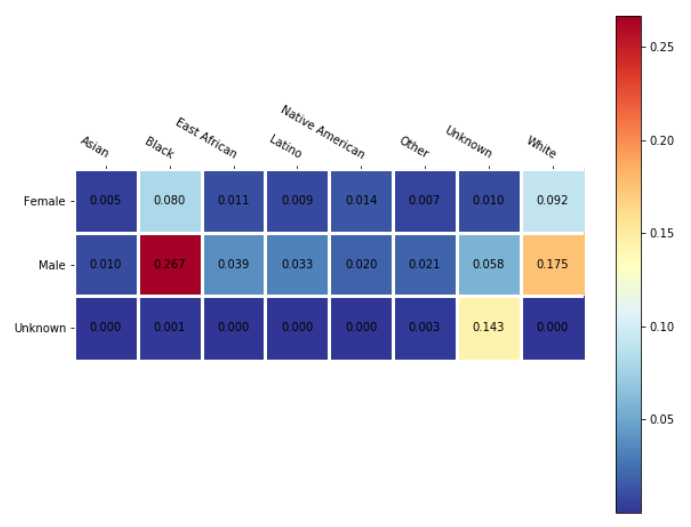 Asian Black East African Latino Native American Other Unknown White
Female 0.005 0.080 0.011 0.009 0.014 0.007 0.010 0.092
Male 0.010 0.267 0.039 0.033 0.020 0.021 0.058 0.175
Unknown 0.000 0.001 0.000 0.000 0.000 0.003 0.143 0.000
0.25
0.20
0.15
0.10
0.05